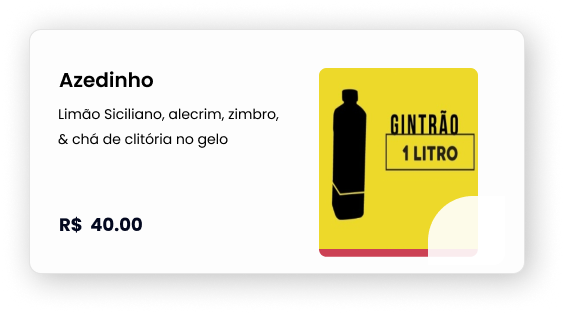 Azedinho
Limão Siciliano, alecrim, zimbro,
& chá de clitória no gelo
R$ 40.00
GINTRÃO
1 LITRO